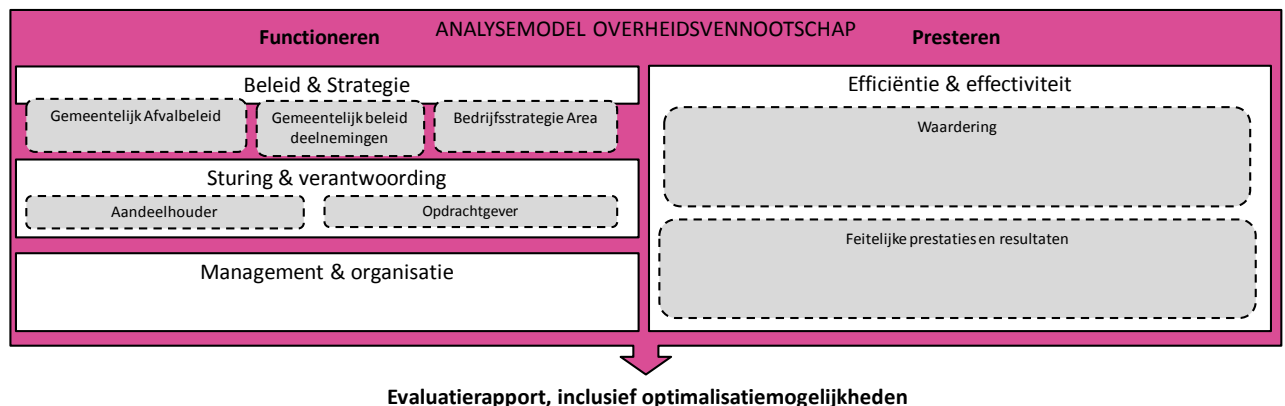 ANALYSEMODEL OVERHEIDSVENNOOTSCHAP
Functioneren
Presteren
Beleid & Strategie
Gemeentelijk Afvalbeleid
Gemeentelijk beleid
deelnemingen
Bedrijfsstrategie Area
Sturing & verantwoording
Aandeelhouder
Opdrachtgever
Management & organisatie
Efficiëntie & effectiviteit
Waardering
Feitelijke prestaties en resultaten
Evaluatierapport, inclusief optimalisatiemogelijkheden